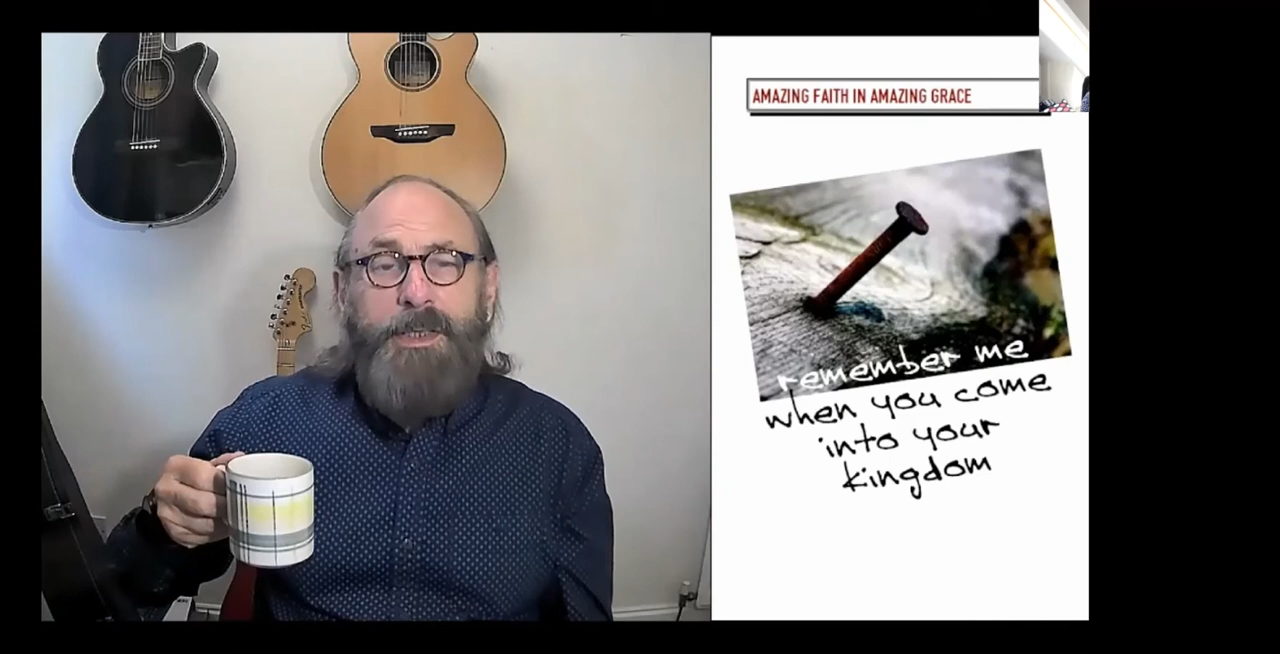 AMAZING FAITH IN AMAZING GRACE
remember me
when you come
into your
kingdom